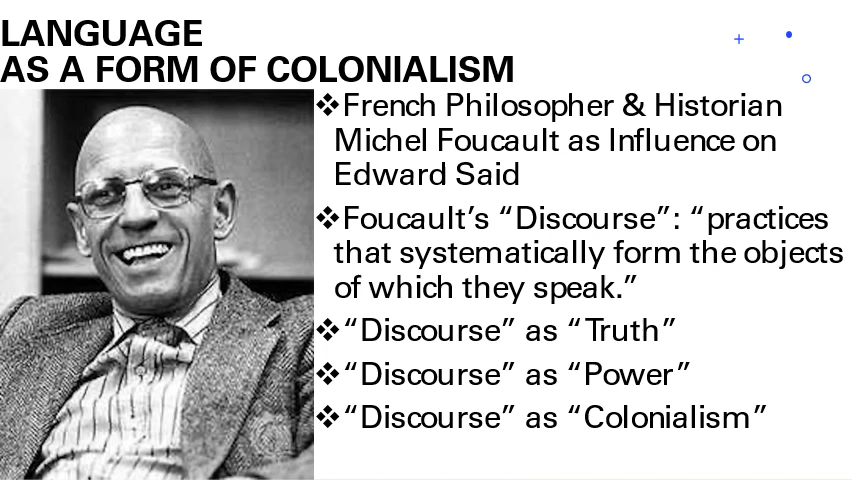 LANGUAGE
AS A FORM OF COLONIALISM
❖French Philosopher & Historian
Michel Foucault as Influence on
Edward Said
❖Foucault’s “Discourse”: “practices
that systematically form the objects
of which they speak.”
❖“Discourse” as “Truth”
❖“Discourse” as “Power”
❖“Discourse” as “Colonialism”